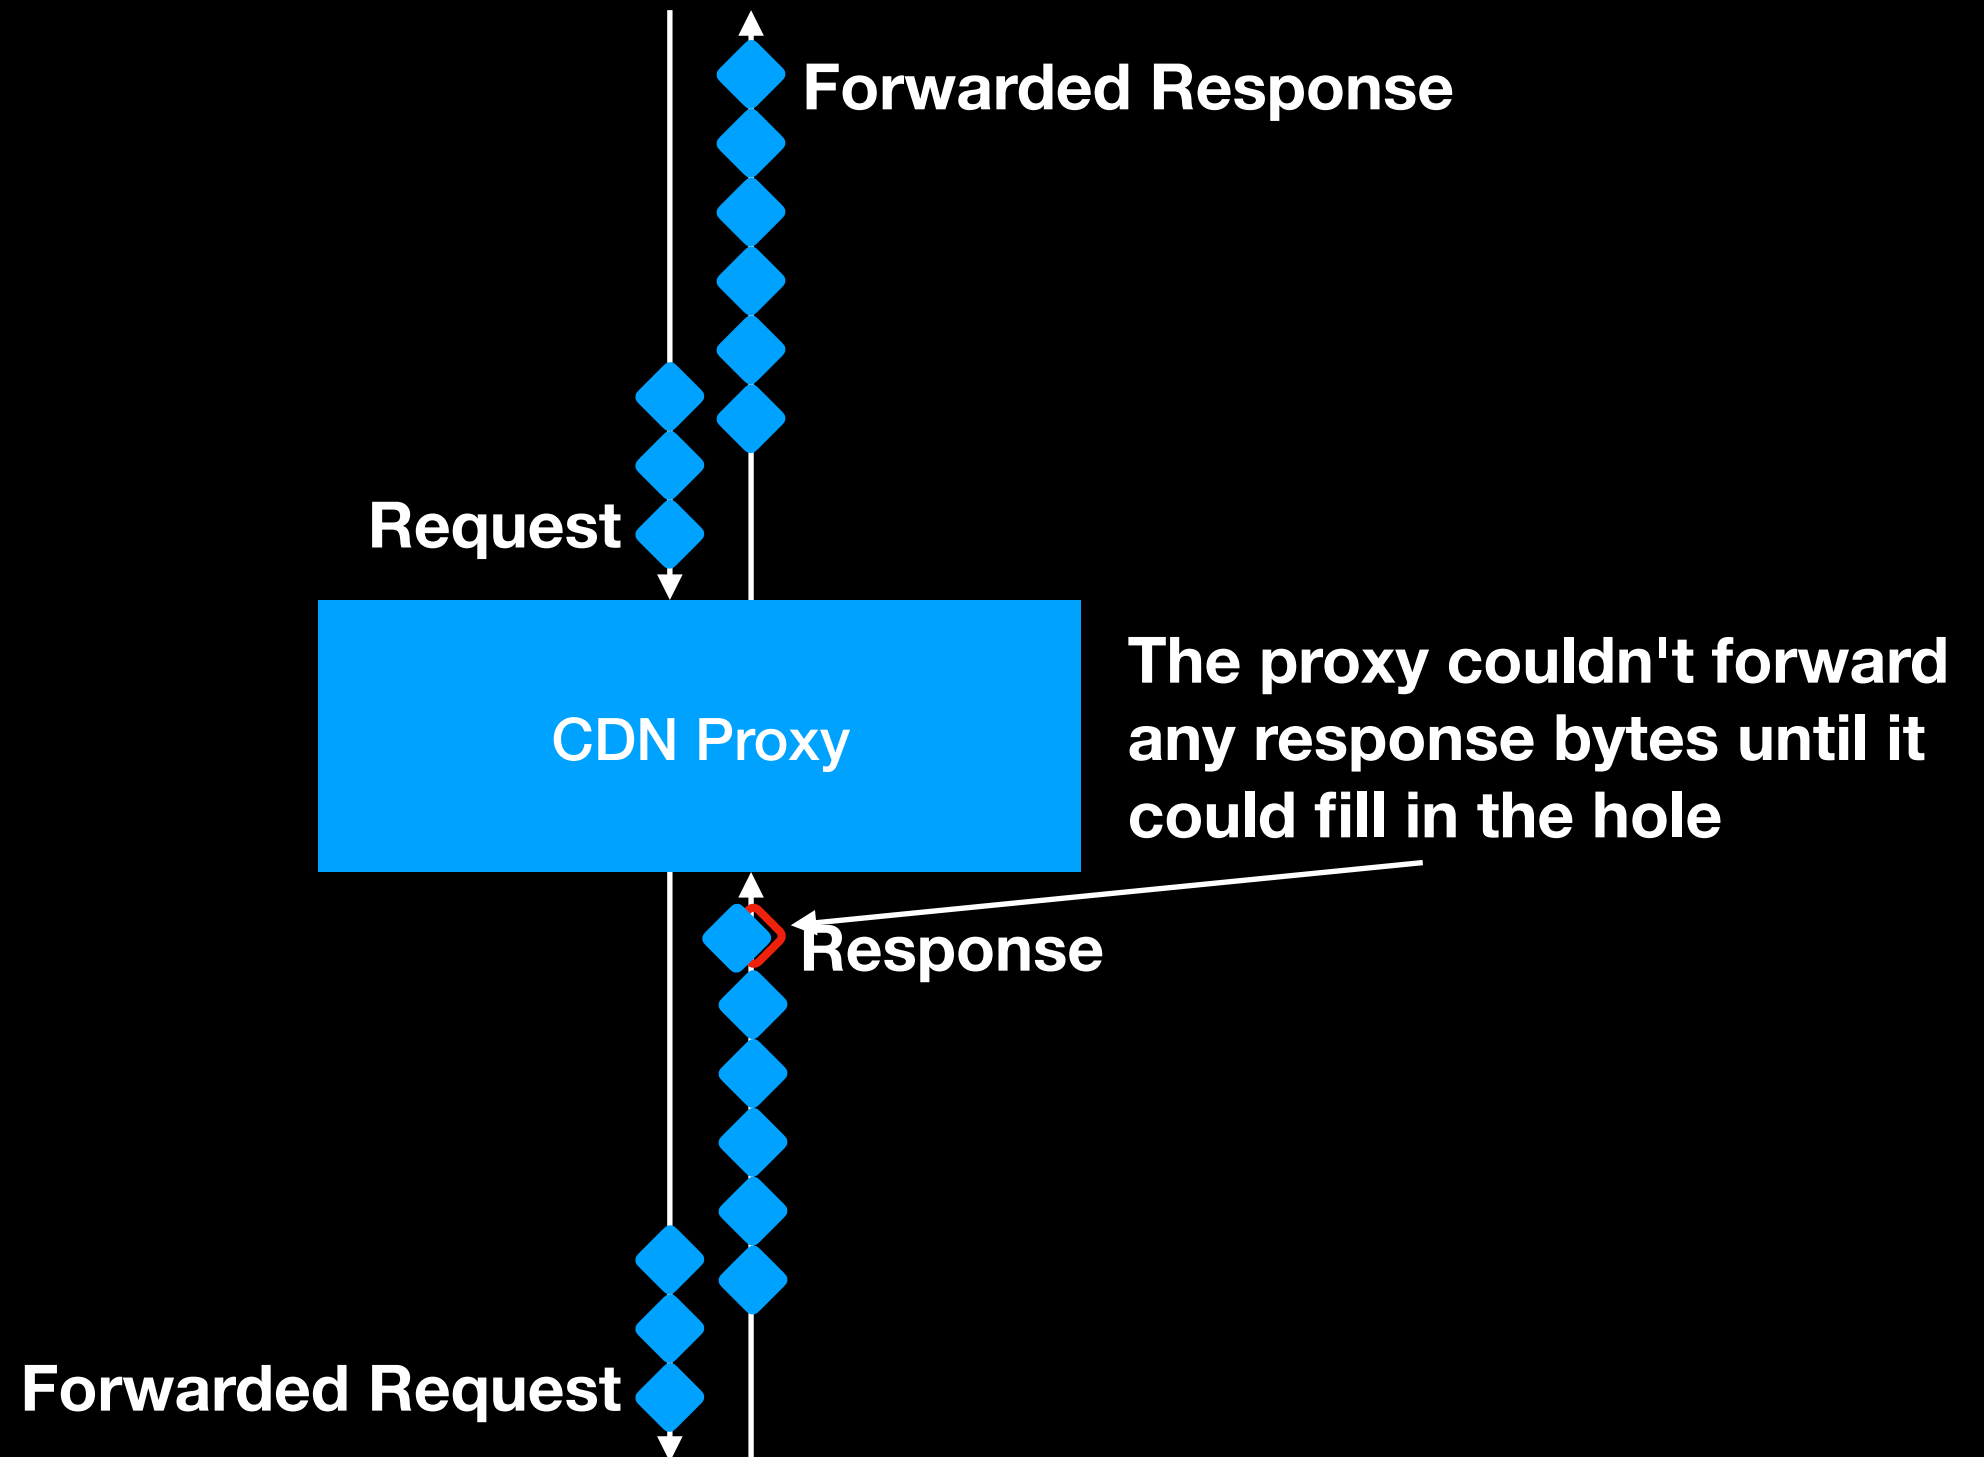 Forwarded Response
Request
CDN Proxy
The proxy couldn't forward
any response bytes until it
could fill in the hole
Response
Forwarded Request